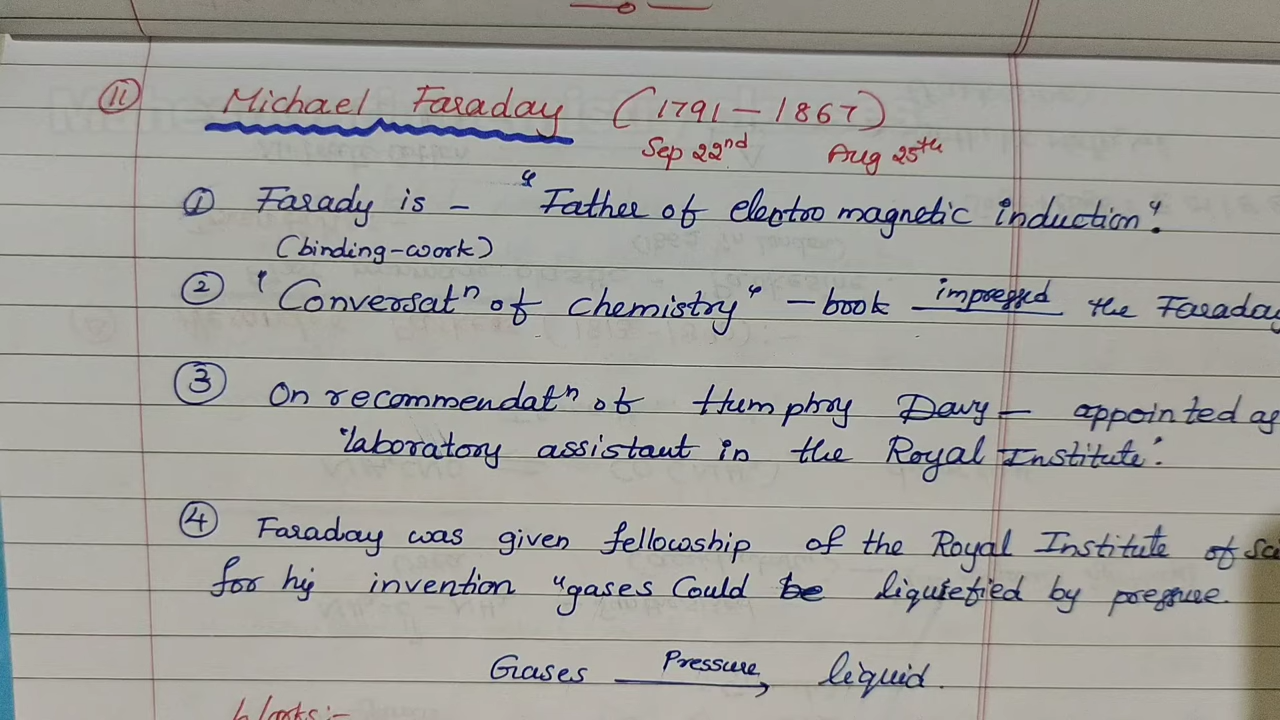 11 Michael Faraday (1791 – 1867)
Sep 22nd Aug 25th
① Farady is – "Father of electro magnetic induction".
(binding-work)
② "Conversatn of chemistry" – book impressed the Faraday
③ On recommendatn of Humphry Davy – appointed as
"laboratory assistant in the Royal Institute".
④ Faraday was given fellowship of the Royal Institute of Sci
for his invention "gases could be liquiefied by pressure.
Gases Pressure → liquid.